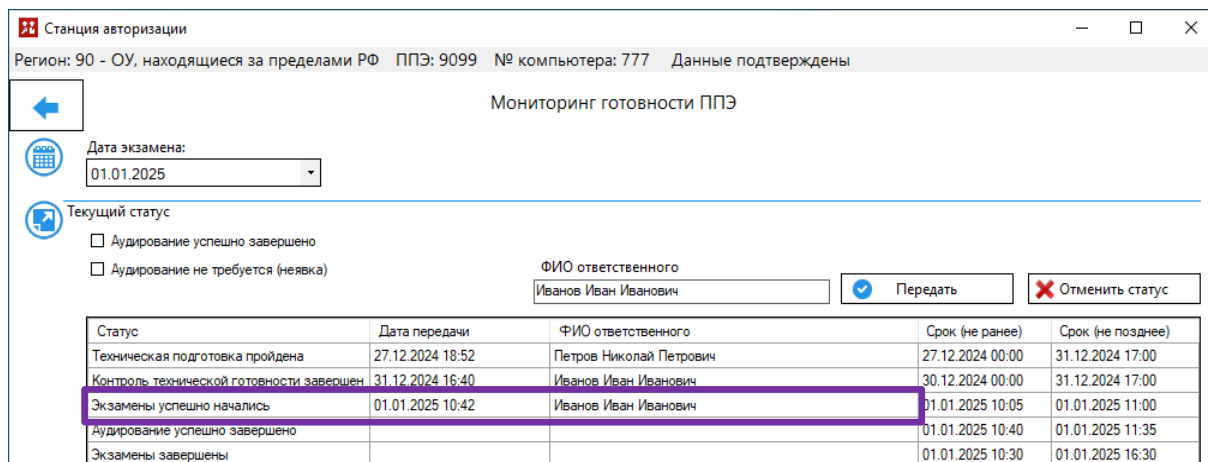 Станция авторизации
Регион: 90 - ОУ, находящиеся за пределами РФ ППЭ: 9099 № компьютера: 777 Данные подтверждены
Мониторинг готовности ППЭ
Дата экзамена:
01.01.2025
Текущий статус
Аудирование успешно завершено
Аудирование не требуется (неявка)
ФИО ответственного
Иванов Иван Иванович
Передать
Отменить статус
Статус Дата передачи ФИО ответственного Срок (не ранее) Срок (не позднее)
Техническая подготовка пройдена 27.12.2024 18:52 Петров Николай Петрович 27.12.2024 00:00 31.12.2024 17:00
Контроль технической готовности завершен 31.12.2024 16:40 Иванов Иван Иванович 30.12.2024 00:00 31.12.2024 17:00
Экзамены успешно начались 01.01.2025 10:42 Иванов Иван Иванович 01.01.2025 10:05 01.01.2025 11:00
Аудирование успешно завершено 01.01.2025 10:40 01.01.2025 11:35
Экзамены завершены 01.01.2025 10:30 01.01.2025 16:30